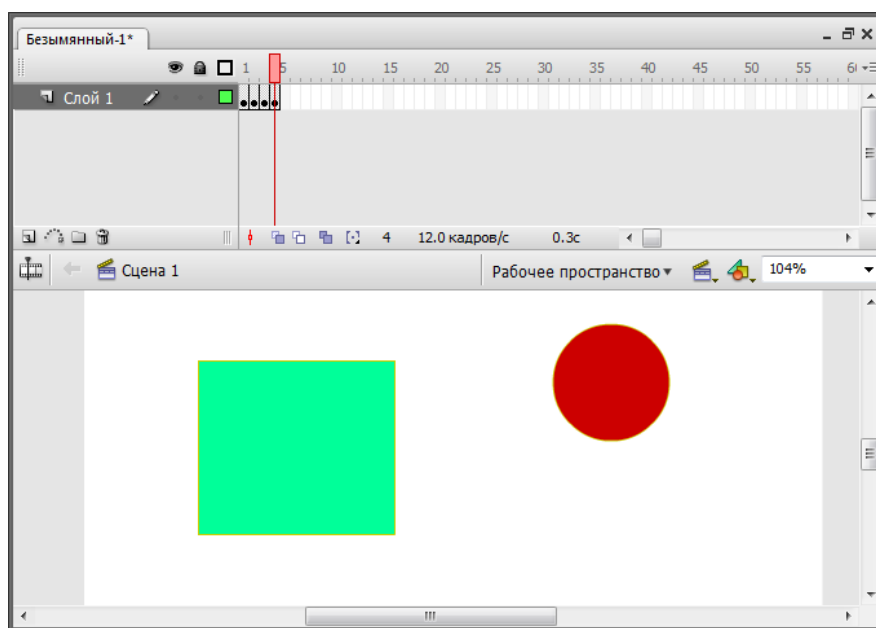 Безымянный-1*
1 5 10 15 20 25 30 35 40 45 50 55 6
Слой 1
4 12.0 кадров/с 0.3с
Сцена 1 Рабочее пространство 104%